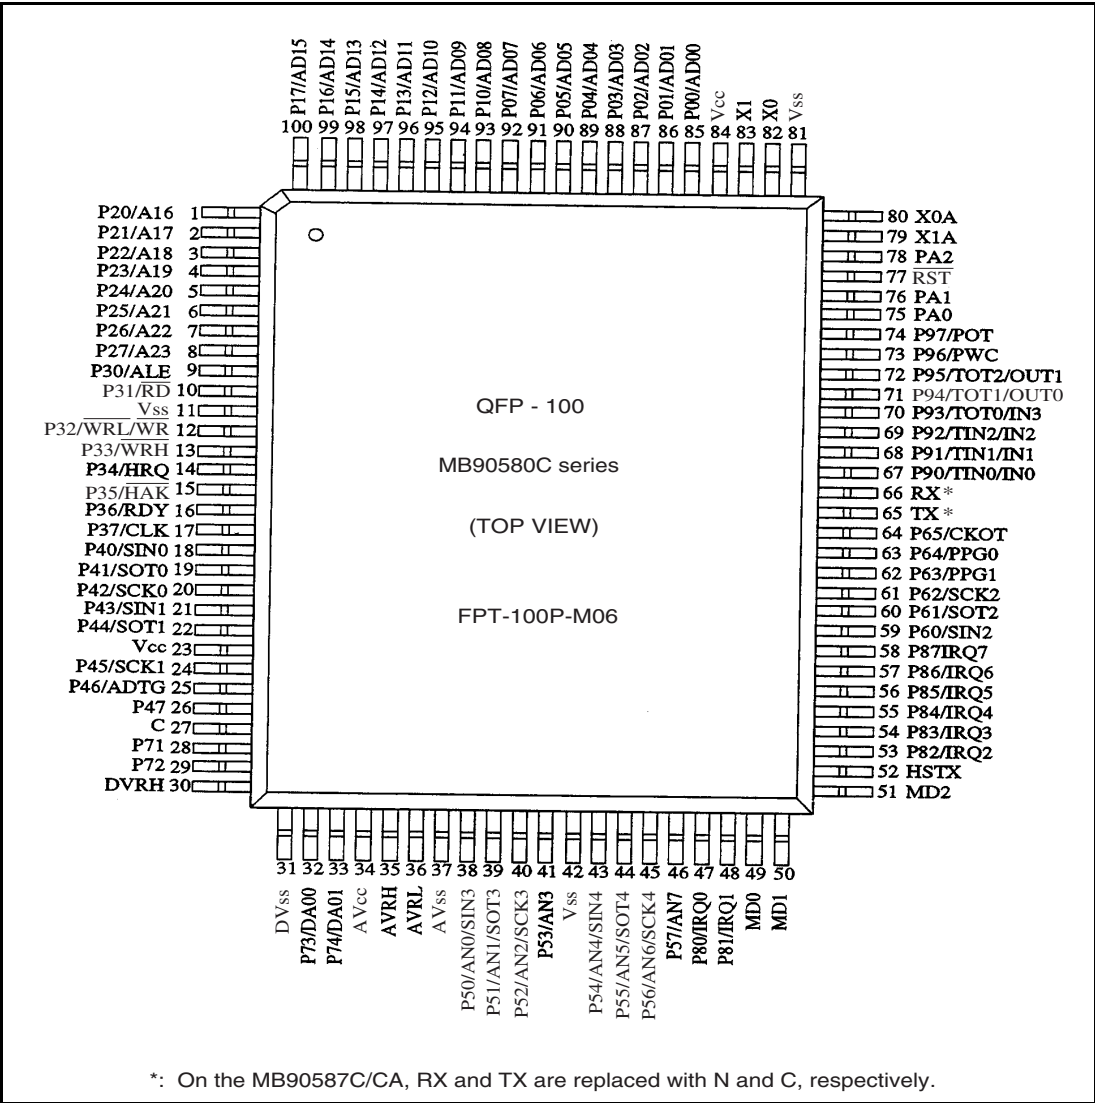 P17/AD15
P16/AD14
P15/AD13
P14/AD12
P13/AD11
P12/AD10
P11/AD09
P10/AD08
P07/AD07
P06/AD06
P05/AD05
P04/AD04
P03/AD03
P02/AD02
P01/AD01
P00/AD00
Vcc
X1
X0
Vss
100 99 98 97 96 95 94 93 92 91 90 89 88 87 86 85 84 83 82 81
P20/A16 1
P21/A17 2
P22/A18 3
P23/A19 4
P24/A20 5
P25/A21 6
P26/A22 7
P27/A23 8
P30/ALE 9
P31/RD 10
Vss 11
P32/WRL/WR 12
P33/WRH 13
P34/HRQ 14
P35/HAK 15
P36/RDY 16
P37/CLK 17
P40/SIN0 18
P41/SOT0 19
P42/SCK0 20
P43/SIN1 21
P44/SOT1 22
Vcc 23
P45/SCK1 24
P46/ADTG 25
P47 26
C 27
P71 28
P72 29
DVRH 30
QFP - 100
MB90580C series
(TOP VIEW)
FPT-100P-M06
80 X0A
79 X1A
78 PA2
77 RST
76 PA1
75 PA0
74 P97/POT
73 P96/PWC
72 P95/TOT2/OUT1
71 P94/TOT1/OUT0
70 P93/TOT0/IN3
69 P92/TIN2/IN2
68 P91/TIN1/IN1
67 P90/TIN0/IN0
66 RX*
65 TX*
64 P65/CKOT
63 P64/PPG0
62 P63/PPG1
61 P62/SCK2
60 P61/SOT2
59 P60/SIN2
58 P87IRQ7
57 P86/IRQ6
56 P85/IRQ5
55 P84/IRQ4
54 P83/IRQ3
53 P82/IRQ2
52 HSTX
51 MD2
31 32 33 34 35 36 37 38 39 40 41 42 43 44 45 46 47 48 49 50
DVss
P73/DA00
P74/DA01
AVcc
AVRH
AVRL
AVss
P50/AN0/SIN3
P51/AN1/SOT3
P52/AN2/SCK3
P53/AN3
Vss
P54/AN4/SIN4
P55/AN5/SOT4
P56/AN6/SCK4
P57/AN7
P80/IRQ0
P81/IRQ1
MD0
MD1
*: On the MB90587C/CA, RX and TX are replaced with N and C, respectively.